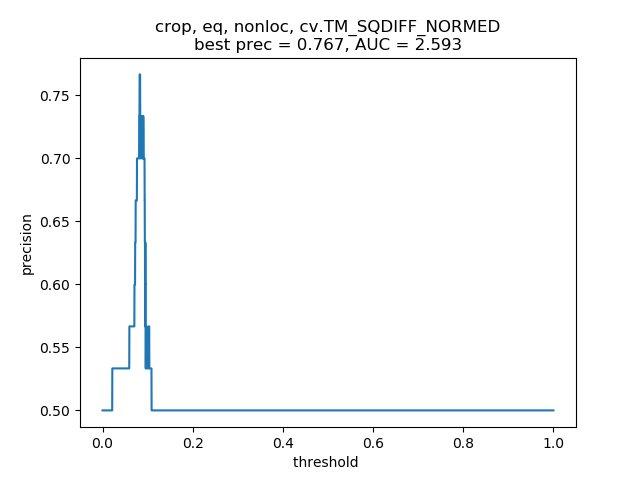 crop, eq, nonloc, cv.TM_SQDIFF_NORMED
best prec = 0.767, AUC = 2.593
0.75
0.70
0.65
0.60
0.55
0.50
precision
0.0 0.2 0.4 0.6 0.8 1.0
threshold